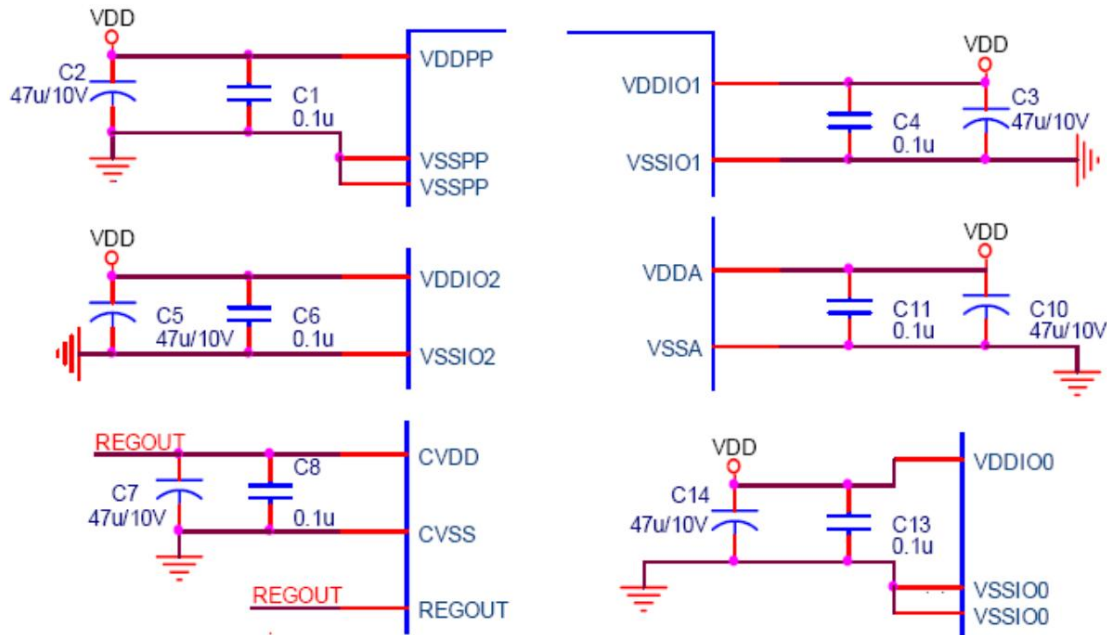 VDD
C2
47u/10V
C1
0.1u
VDDPP
VSSPP
VSSPP
VDD
VDDIO1
C4
0.1u
C3
47u/10V
VSSIO1
VDD
C5
47u/10V
C6
0.1u
VDDIO2
VSSIO2
VDD
VDDA
C11
0.1u
C10
47u/10V
VSSA
REGOUT
C7
47u/10V
C8
0.1u
CVDD
CVSS
REGOUT
REGOUT
VDD
C14
47u/10V
C13
0.1u
VDDIO0
VSSIO0
VSSIO0